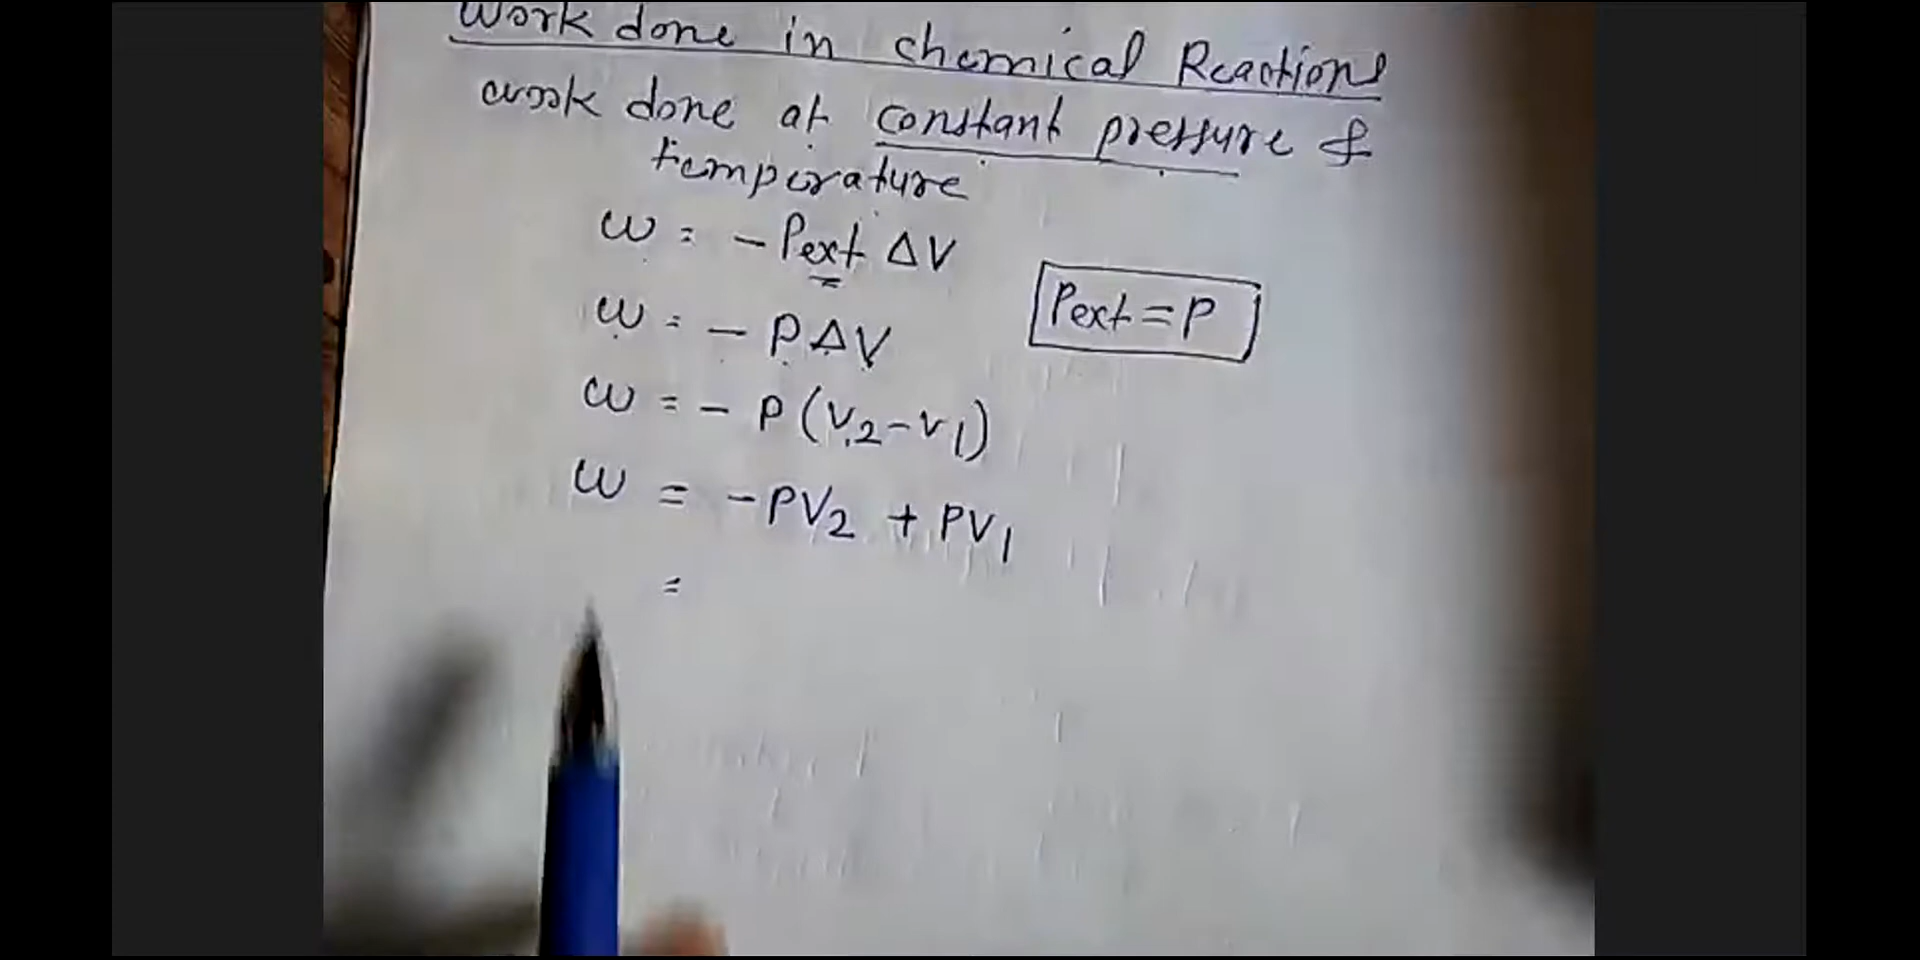 Work done in chemical Reactions
work done at constant pressure &
temperature
w = - Pext ΔV
w = - PΔV
Pext = P
w = - P(V2-V1)
w = -PV2 + PV1
=